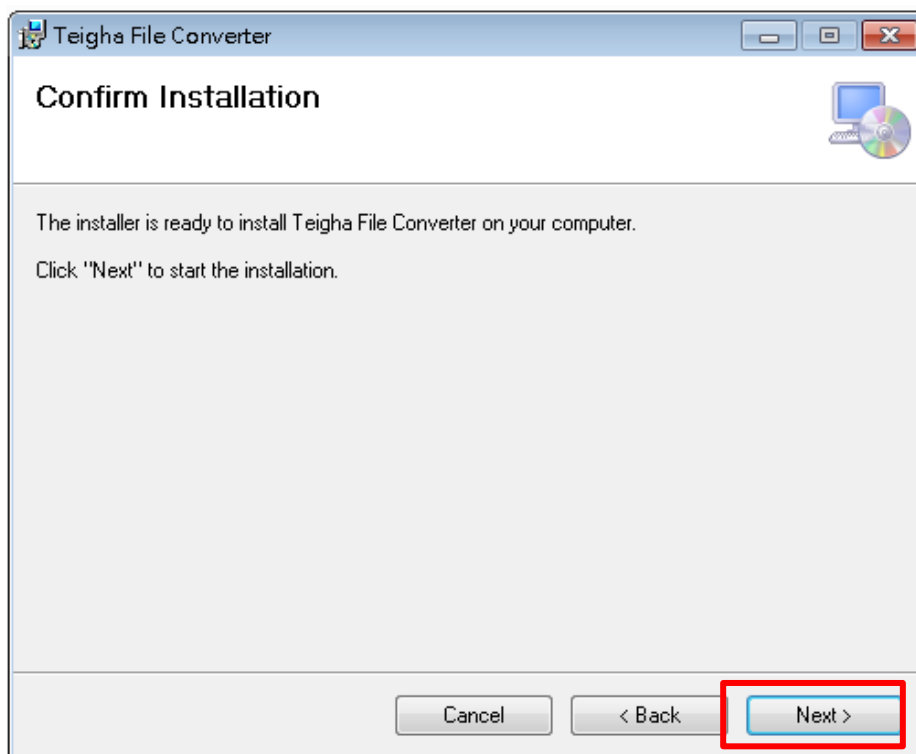 Teigha File Converter
Confirm Installation
The installer is ready to install Teigha File Converter on your computer.
Click "Next" to start the installation.
Cancel
< Back
Next >